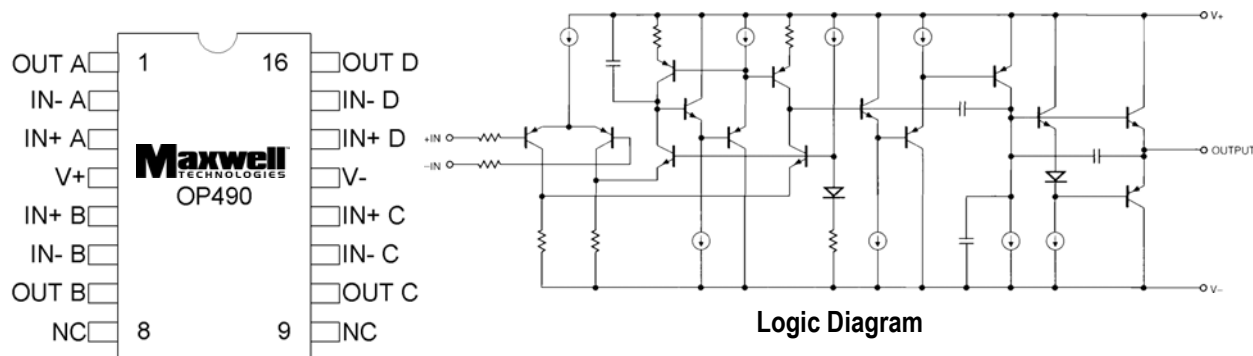 OUT A 1 16 OUT D
IN- A IN- D
IN+ A IN+ D
Maxwell
TECHNOLOGIES
V+ V-
OP490
IN+ B IN+ C
IN- B IN- C
OUT B OUT C
NC 8 9 NC
V+
+IN
−IN
OUTPUT
V−
Logic Diagram